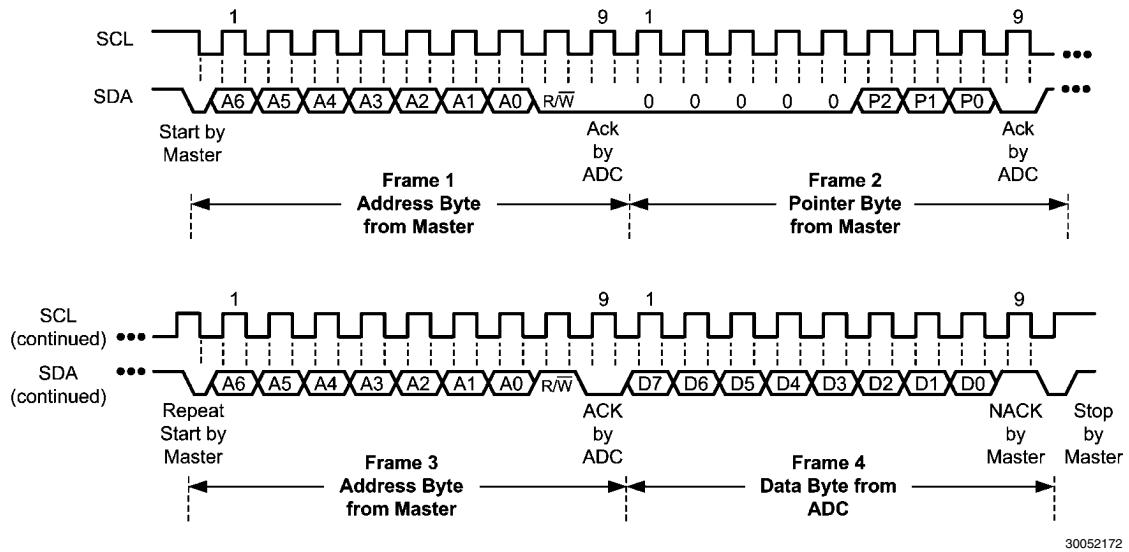 1 9 1 9
SCL
SDA A6 A5 A4 A3 A2 A1 A0 R/W̅ 0 0 0 0 0 P2 P1 P0
Start by
Master
Ack
by
ADC
Ack
by
ADC
Frame 1
Address Byte
from Master
Frame 2
Pointer Byte
from Master
1 9 1 9
SCL
(continued)
SDA
(continued)
A6 A5 A4 A3 A2 A1 A0 R/W̅ D7 D6 D5 D4 D3 D2 D1 D0
Repeat
Start by
Master
ACK
by
ADC
NACK
by
Master
Stop
by
Master
Frame 3
Address Byte
from Master
Frame 4
Data Byte from
ADC
30052172